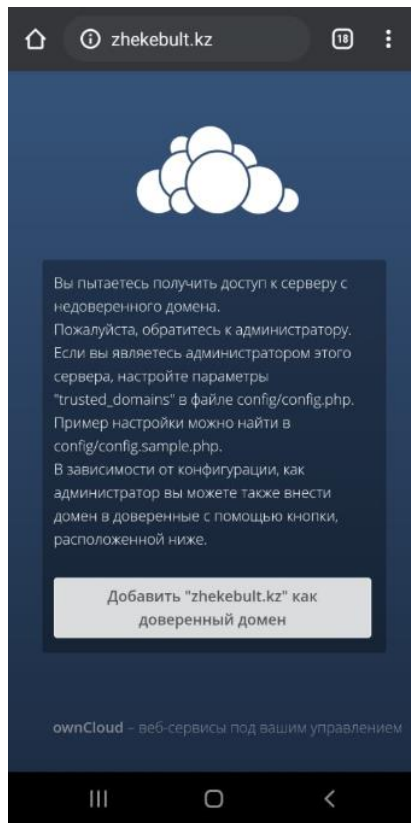 zhekebult.kz
18
Вы пытаетесь получить доступ к серверу с
недоверенного домена.
Пожалуйста, обратитесь к администратору.
Если вы являетесь администратором этого
сервера, настройте параметры
"trusted_domains" в файле config/config.php.
Пример настройки можно найти в
config/config.sample.php.
В зависимости от конфигурации, как
администратор вы можете также внести
домен в доверенные с помощью кнопки,
расположенной ниже.
Добавить "zhekebult.kz" как
доверенный домен
ownCloud – веб-сервисы под вашим управлением